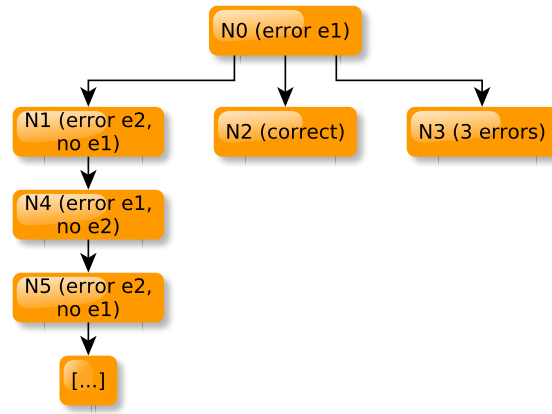 N0 (error e1)
N1 (error e2,
no e1)
N2 (correct)
N3 (3 errors)
N4 (error e1,
no e2)
N5 (error e2,
no e1)
[...]